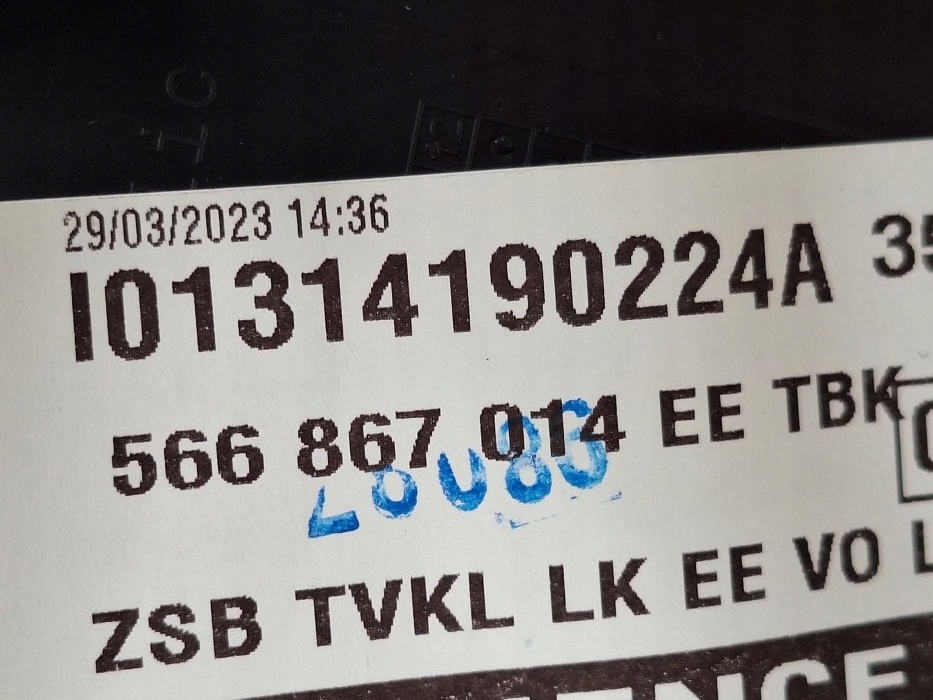 29/03/2023 14:36
I01314190224A
566 867 014 EE TBK
ZSB TVKL LK EE VO